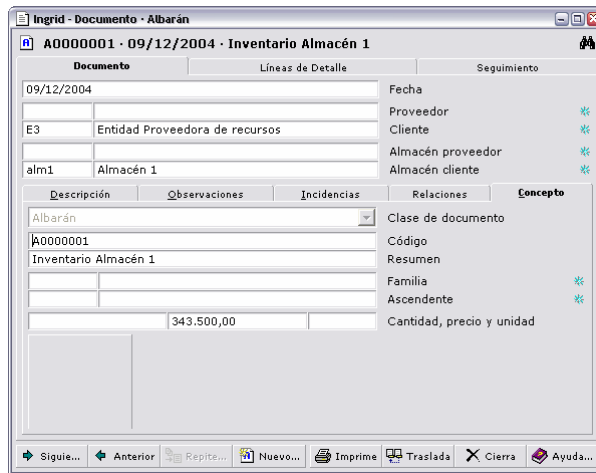 Ingrid - Documento - Albarán
A0000001 · 09/12/2004 · Inventario Almacén 1
Documento Líneas de Detalle Seguimiento
09/12/2004 Fecha
Proveedor
E3 Entidad Proveedora de recursos Cliente
Almacén proveedor
alm1 Almacén 1 Almacén cliente
Descripción Observaciones Incidencias Relaciones Concepto
Albarán Clase de documento
A0000001 Código
Inventario Almacén 1 Resumen
Familia
Ascendente
343.500,00 Cantidad, precio y unidad
Siguie... Anterior Repite... Nuevo... Imprime Traslada Cierra Ayuda...